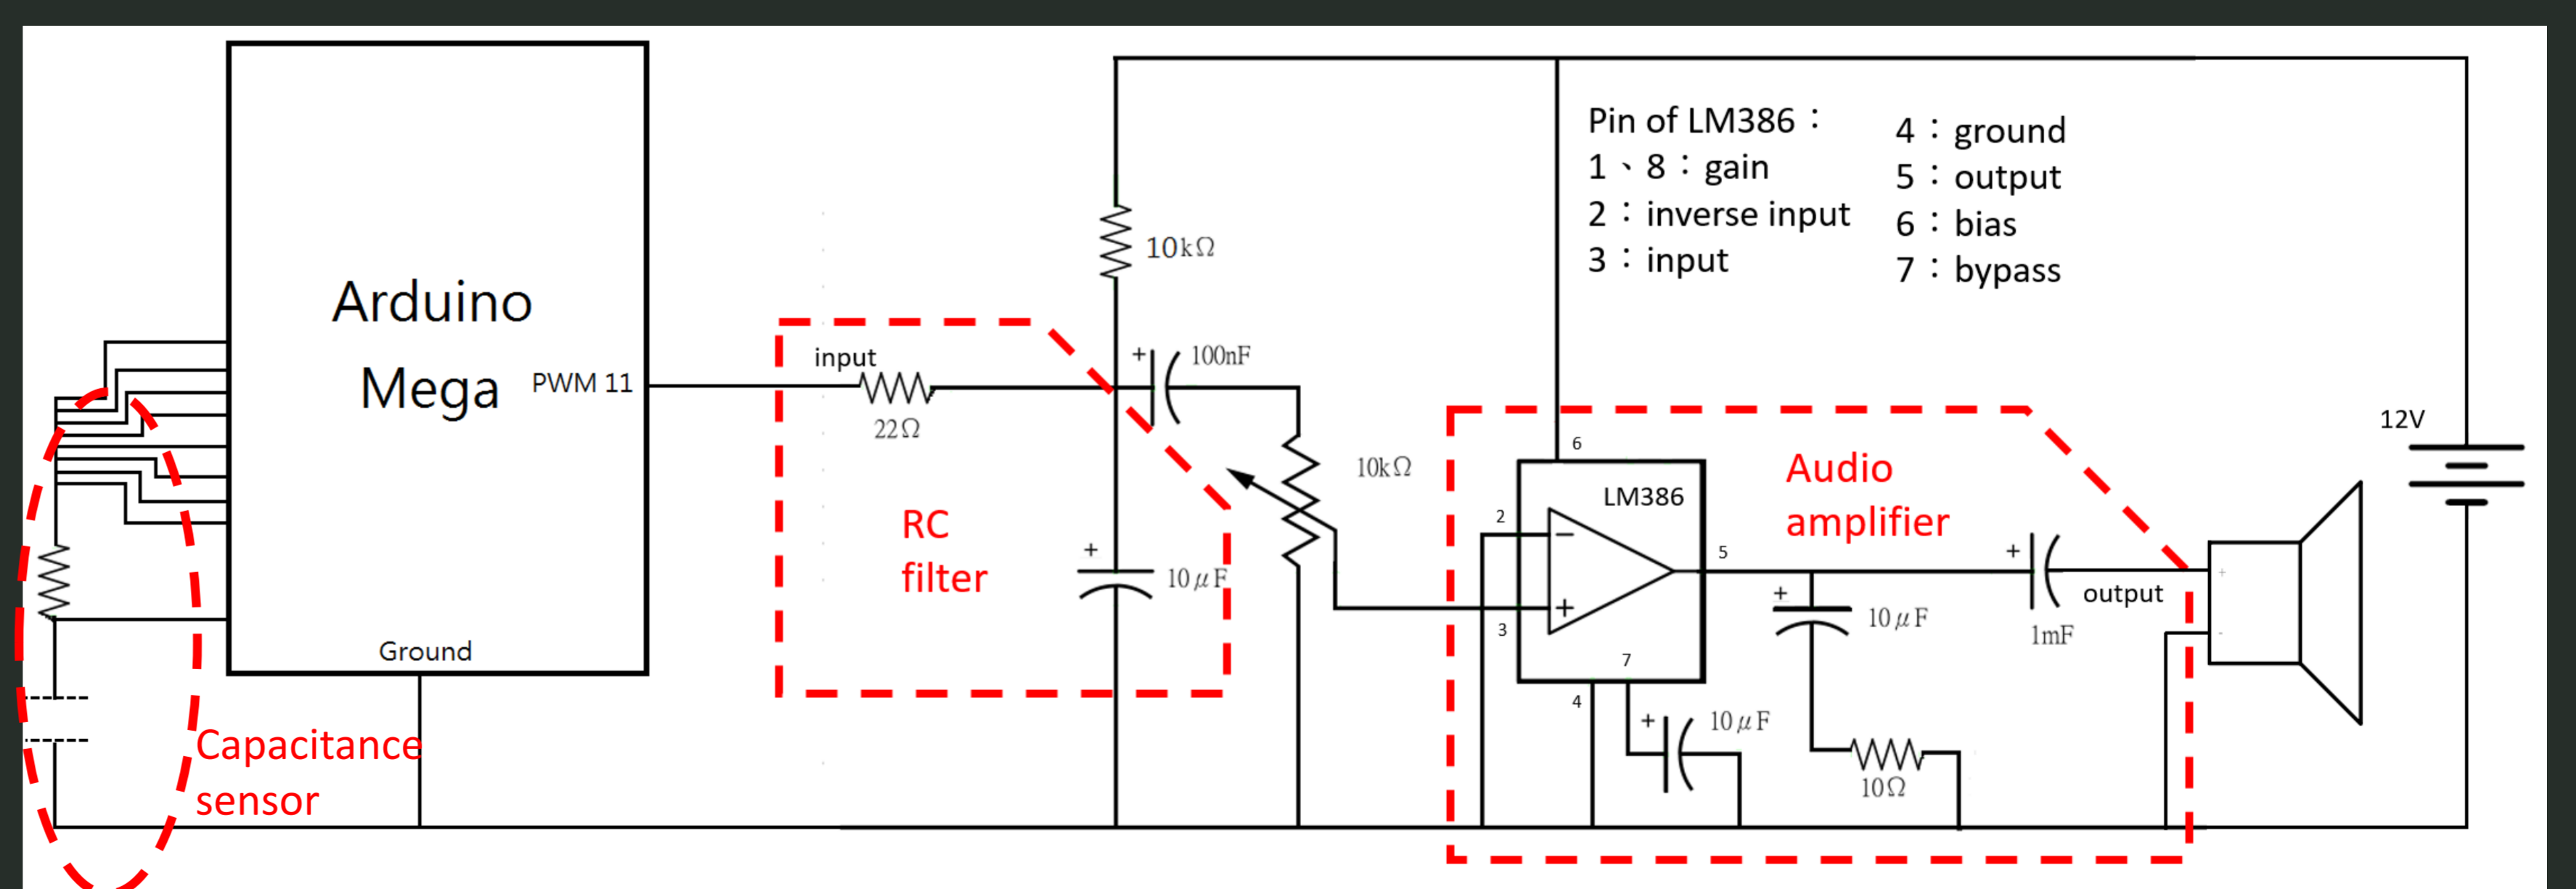 Arduino
Mega
PWM 11
Ground
Capacitance
sensor
input
22Ω
RC
filter
10kΩ
+
100nF
+
10μF
10kΩ
Pin of LM386：
1、8：gain
2：inverse input
3：input
4：ground
5：output
6：bias
7：bypass
6
LM386
2
3
−
+
5
7
4
+
10μF
Audio
amplifier
+
10μF
10Ω
+
1mF
output
+
-
12V